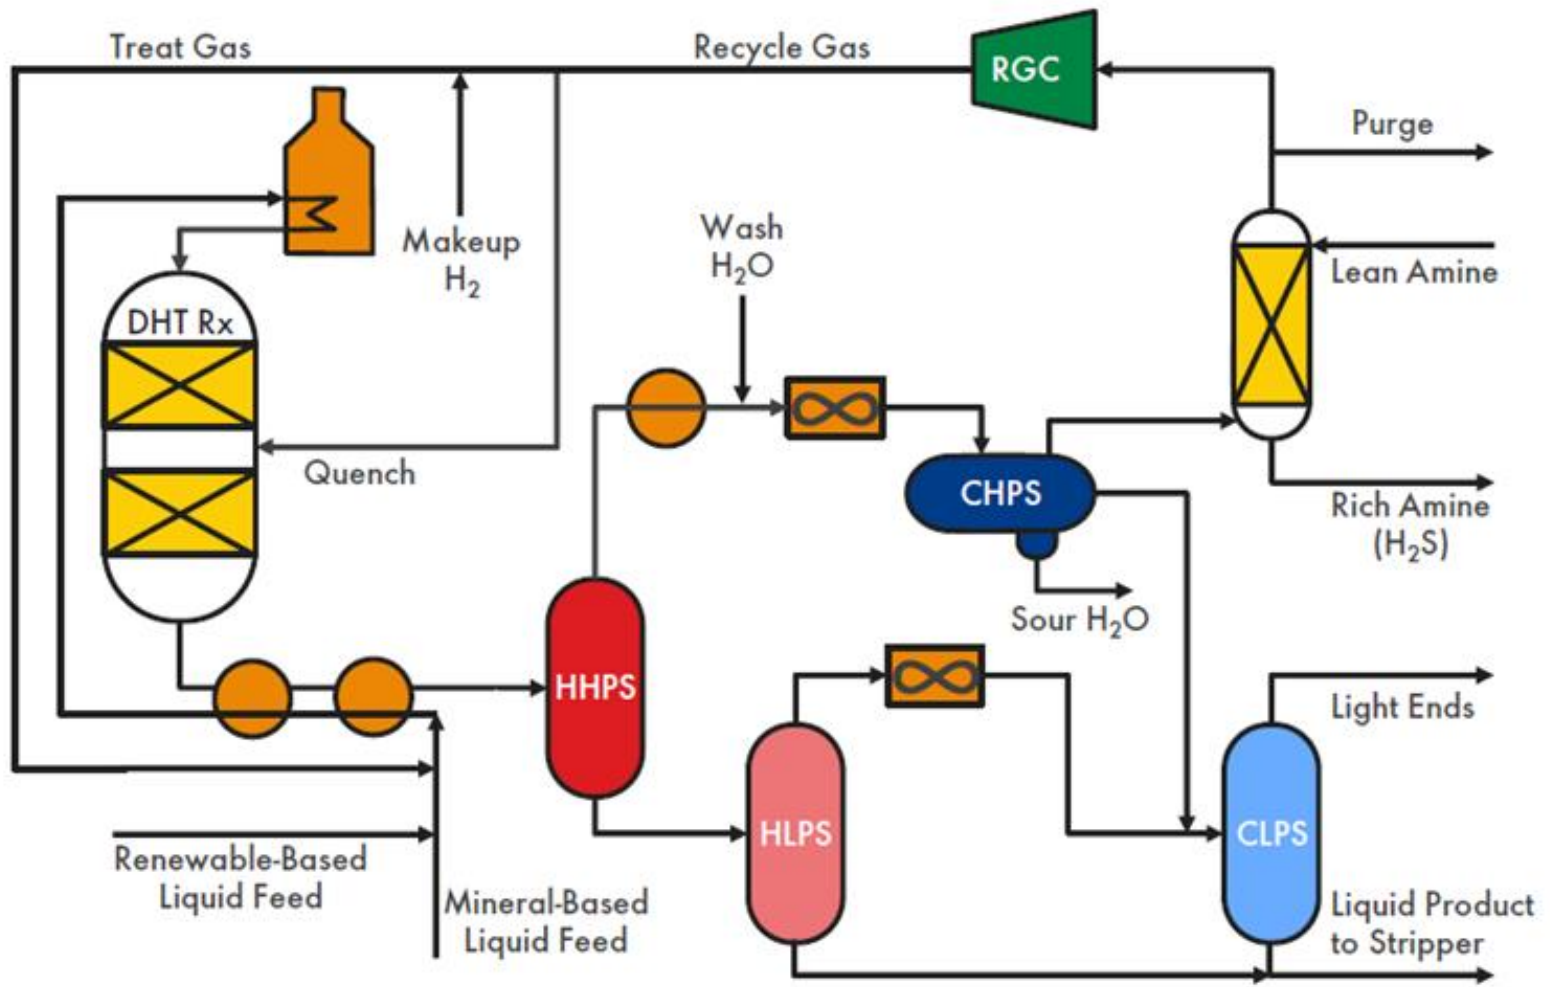 Treat Gas
Recycle Gas
RGC
Purge
Makeup
H₂
Wash
H₂O
Lean Amine
DHT Rx
Quench
CHPS
Rich Amine
(H₂S)
Sour H₂O
HHPS
Light Ends
HLPS
CLPS
Renewable-Based
Liquid Feed
Mineral-Based
Liquid Feed
Liquid Product
to Stripper